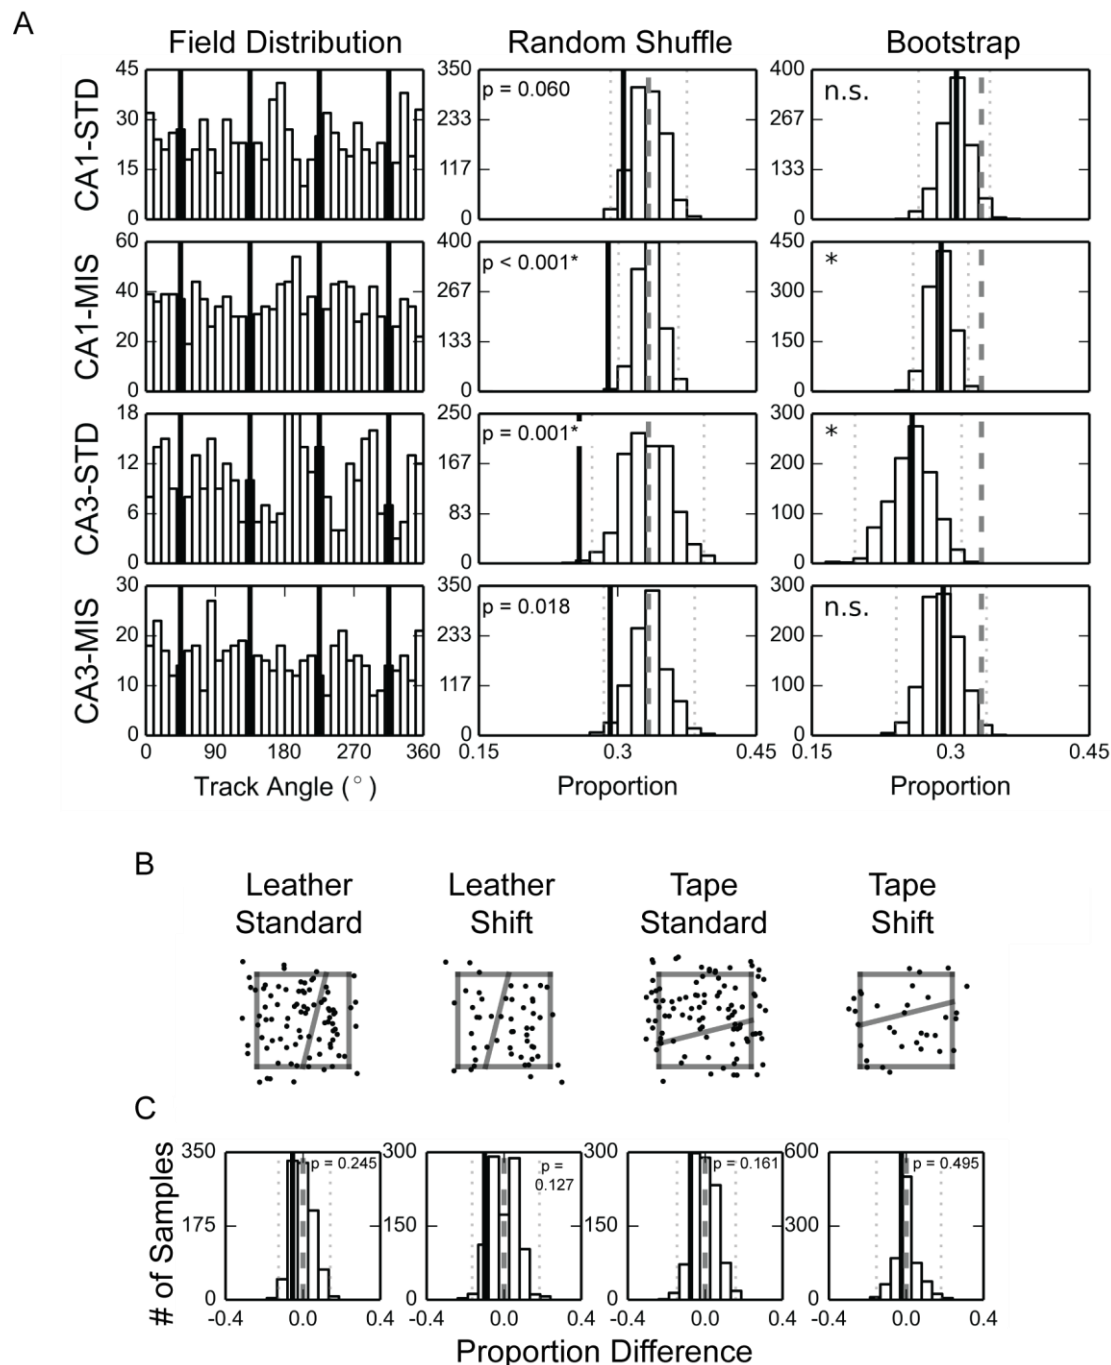 A
Field Distribution
Random Shuffle
Bootstrap
CA1-STD
45
30
15
0
350
233
117
0
p = 0.060
400
267
133
0
n.s.
CA1-MIS
60
40
20
0
400
267
133
0
p < 0.001*
450
300
150
0
*
CA3-STD
18
12
6
0
250
167
83
0
p = 0.001*
300
200
100
0
*
CA3-MIS
30
20
10
0
350
233
117
0
p = 0.018
300
200
100
0
n.s.
0 90 180 270 360
0.15 0.3 0.45
0.15 0.3 0.45
Track Angle (°)
Proportion
Proportion
B
Leather
Standard
Leather
Shift
Tape
Standard
Tape
Shift
C
# of Samples
350
175
0
p = 0.245
300
150
0
p =
0.127
300
150
0
p = 0.161
600
300
0
p = 0.495
-0.4 0.0 0.4
-0.4 0.0 0.4
-0.4 0.0 0.4
-0.4 0.0 0.4
Proportion Difference